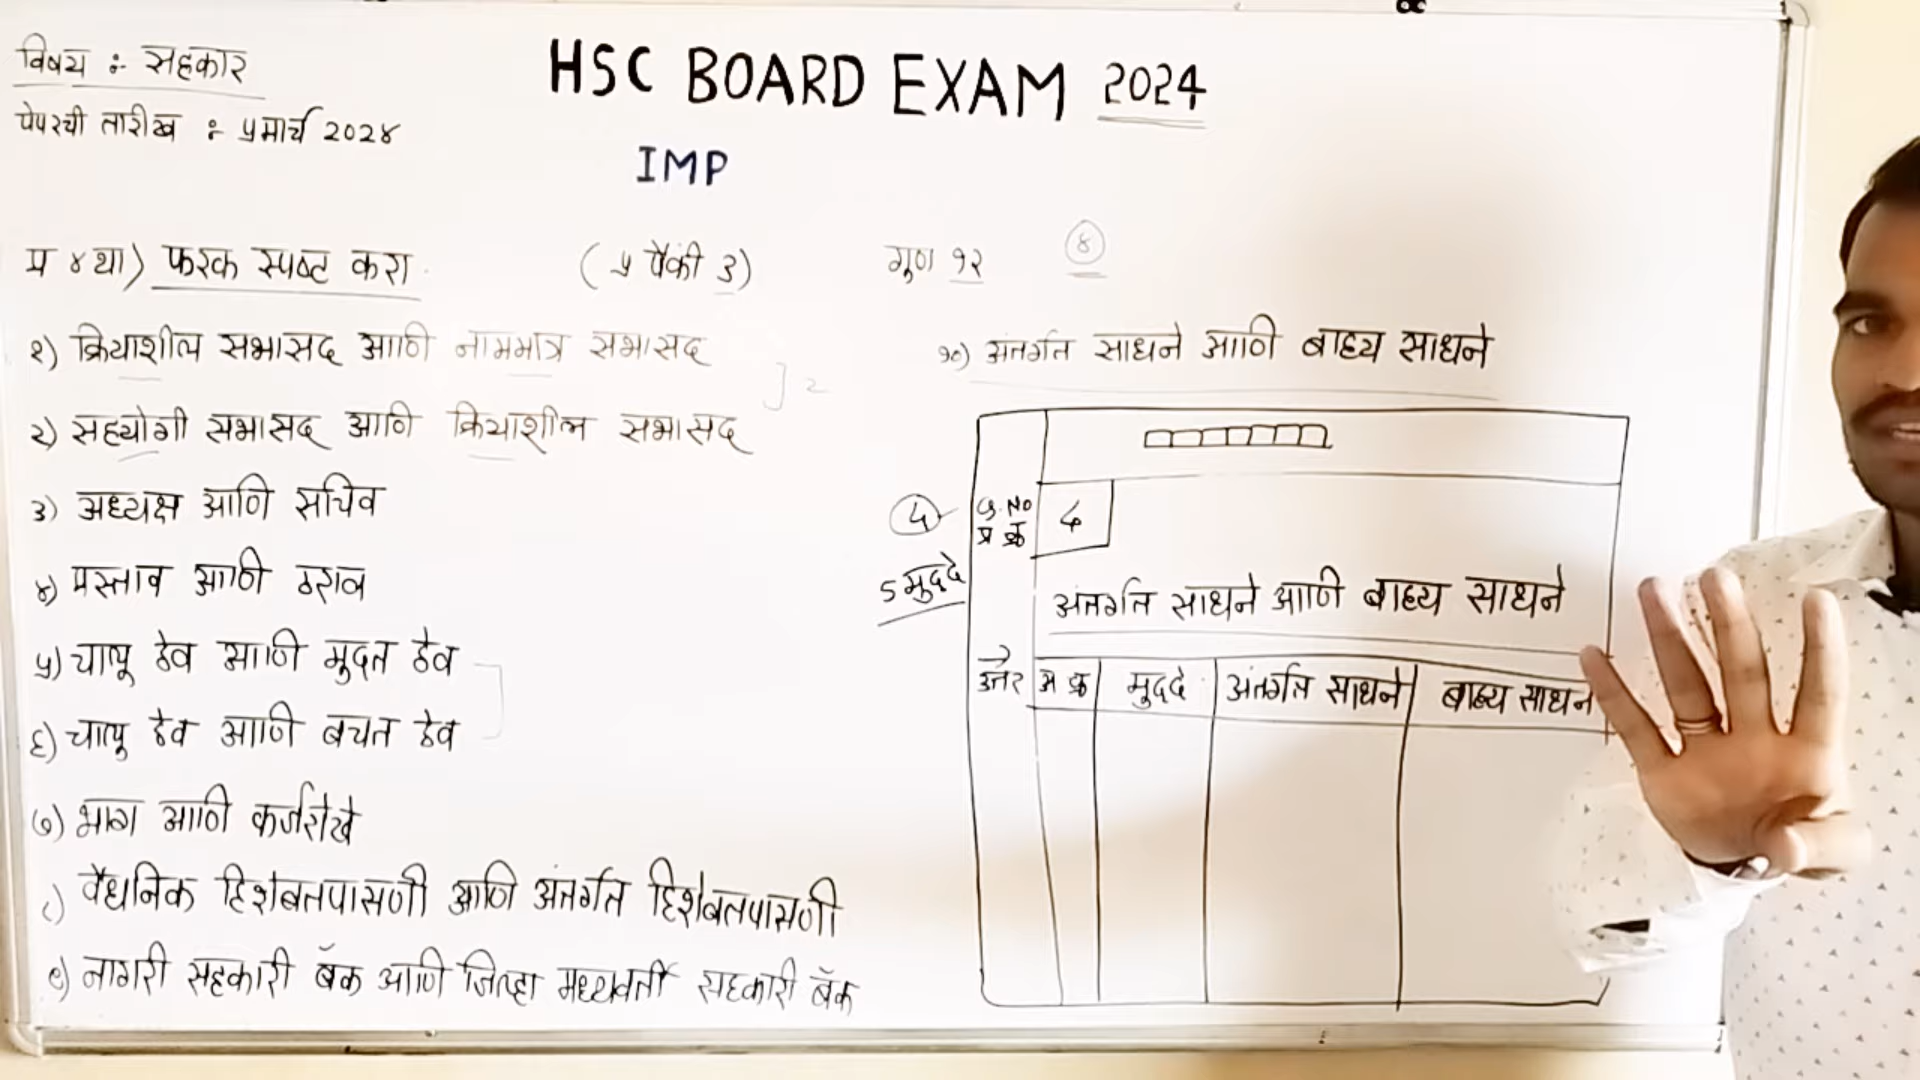 विषय :- सहकार
HSC BOARD EXAM 2024
पेपरची तारीख : ५ मार्च २०२४
IMP
प्र ४ था) फरक स्पष्ट करा. (५ पैकी ३) गुण १२ ४
१) क्रियाशील सभासद आणि नाममात्र सभासद
२) सहयोगी सभासद आणि क्रियाशील सभासद
३) अध्यक्ष आणि सचिव
४) प्रस्ताव आणि ठराव
५) चालू ठेव आणि मुदत ठेव
६) चालू ठेव आणि बचत ठेव
७) भाग आणि कर्जरोखे
८) वैधानिक हिशेबतपासणी आणि अंतर्गत हिशेबतपासणी
९) नागरी सहकारी बँक आणि जिल्हा मध्यवर्ती सहकारी बँक
१०) अंतर्गत साधने आणि बाह्य साधने
Q.No
प्र क्र
4
5 मुद्दे
अंतर्गत साधने आणि बाह्य साधने
उत्तर अ क्र मुद्दे अंतर्गत साधने बाह्य साधने